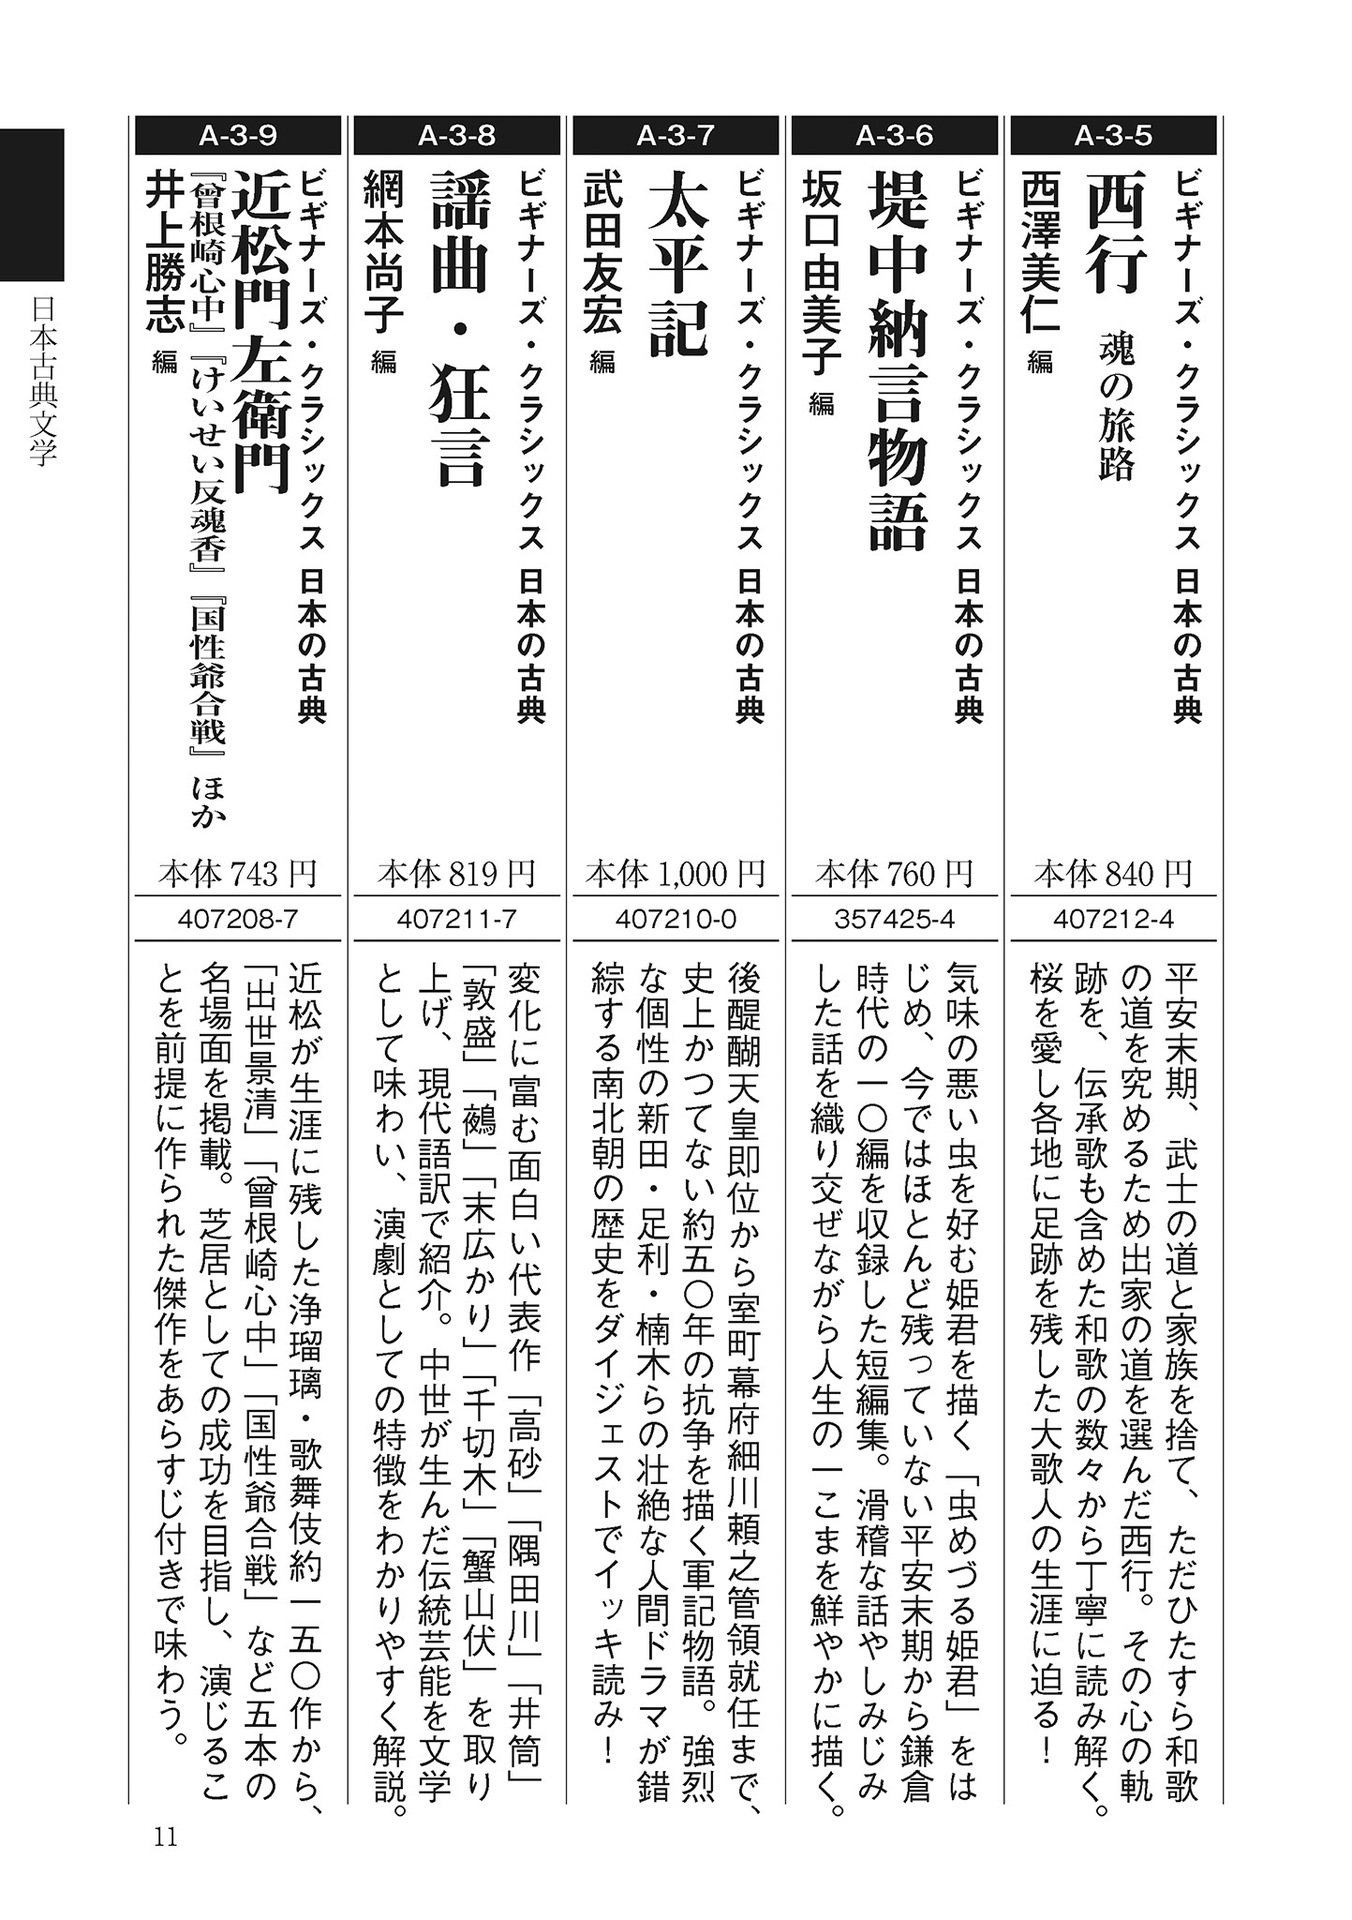 日本古典文学
A-3-5
ビギナーズ・クラシックス 日本の古典
西行 魂の旅路
西澤美仁 編
本体 840 円
407212-4
平安末期、武士の道と家族を捨て、ただひたすら和歌
の道を究めるため出家の道を選んだ西行。その心の軌
跡を、伝承歌も含めた和歌の数々から丁寧に読み解く。
桜を愛し各地に足跡を残した大歌人の生涯に迫る！
A-3-6
ビギナーズ・クラシックス 日本の古典
堤中納言物語
坂口由美子 編
本体 760 円
357425-4
気味の悪い虫を好む姫君を描く「虫めづる姫君」をは
じめ、今ではほとんど残っていない平安末期から鎌倉
時代の一〇編を収録した短編集。滑稽な話やしみじみ
した話を織り交ぜながら人生の一こまを鮮やかに描く。
A-3-7
ビギナーズ・クラシックス 日本の古典
太平記
武田友宏 編
本体 1,000 円
407210-0
後醍醐天皇即位から室町幕府細川頼之管領就任まで、
史上かつてない約五〇年の抗争を描く軍記物語。強烈
な個性の新田・足利・楠木らの壮絶な人間ドラマが錯
綜する南北朝の歴史をダイジェストでイッキ読み！
A-3-8
ビギナーズ・クラシックス 日本の古典
謡曲・狂言
網本尚子 編
本体 819 円
407211-7
変化に富む面白い代表作「高砂」「隅田川」「井筒」
「敦盛」「鵺」「末広かり」「千切木」「蟹山伏」を取り
上げ、現代語訳で紹介。中世が生んだ伝統芸能を文学
として味わい、演劇としての特徴をわかりやすく解説。
A-3-9
ビギナーズ・クラシックス 日本の古典
近松門左衛門
『曾根崎心中』『けいせい反魂香』『国性爺合戦』ほか
井上勝志 編
本体 743 円
407208-7
近松が生涯に残した浄瑠璃・歌舞伎約一五〇作から、
「出世景清」「曾根崎心中」「国性爺合戦」など五本の
名場面を掲載。芝居としての成功を目指し、演じるこ
とを前提に作られた傑作をあらすじ付きで味わう。
11